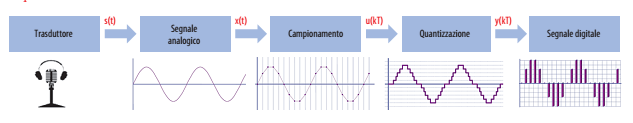 Trasduttore
s(t)
Segnale
analogico
x(t)
Campionamento
u(kT)
Quantizzazione
y(kT)
Segnale digitale